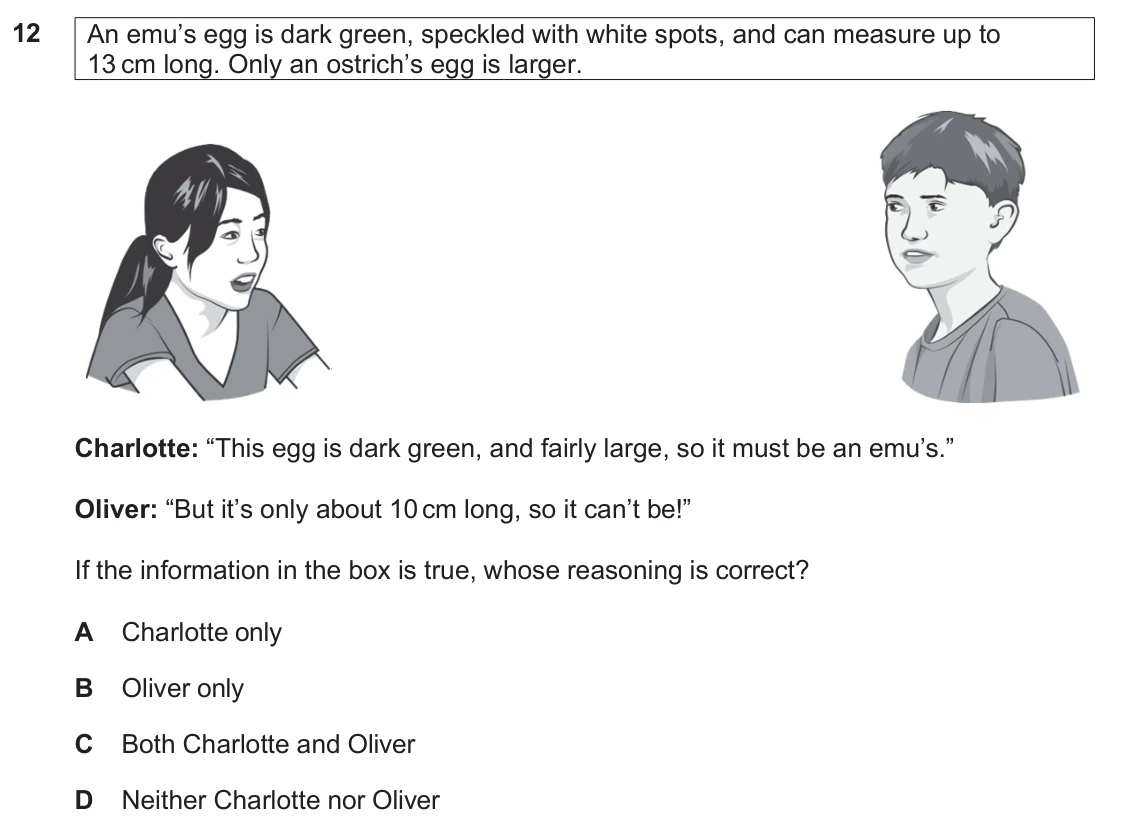 12
An emu’s egg is dark green, speckled with white spots, and can measure up to
13 cm long. Only an ostrich’s egg is larger.
Charlotte: “This egg is dark green, and fairly large, so it must be an emu’s.”
Oliver: “But it’s only about 10 cm long, so it can’t be!”
If the information in the box is true, whose reasoning is correct?
A Charlotte only
B Oliver only
C Both Charlotte and Oliver
D Neither Charlotte nor Oliver